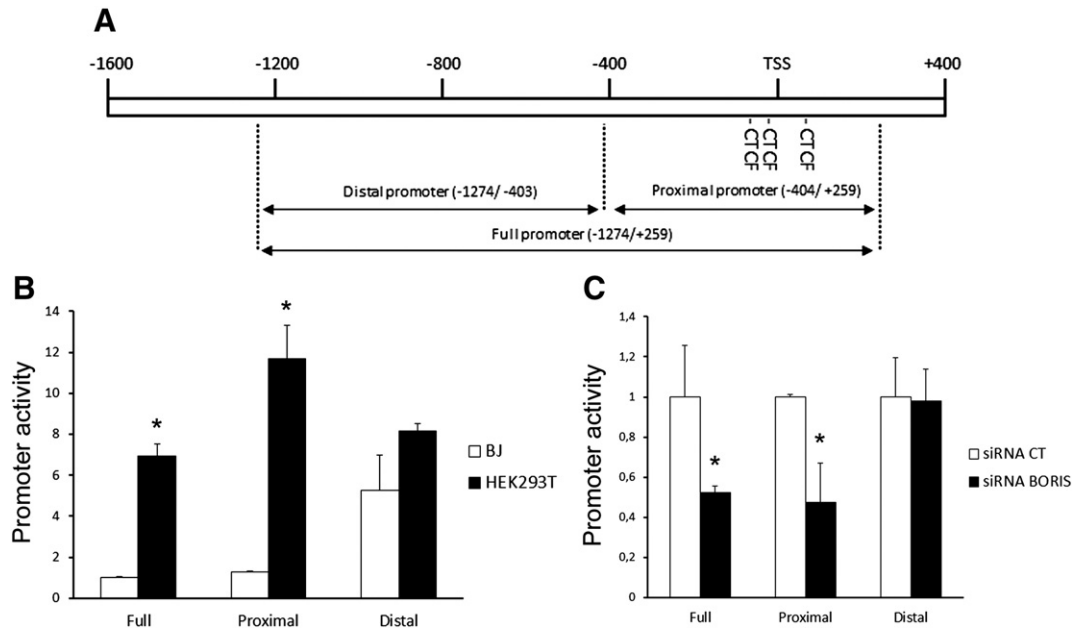 A
-1600 -1200 -800 -400 TSS +400
CTCF CTCF CTCF
Distal promoter (-1274/ -403)
Proximal promoter (-404/ +259)
Full promoter (-1274/+259)
B
Promoter activity
14
12
10
8
6
4
2
0
*
*
Full Proximal Distal
BJ
HEK293T
C
Promoter activity
1,4
1,2
1
0,8
0,6
0,4
0,2
0
*
*
Full Proximal Distal
siRNA CT
siRNA BORIS